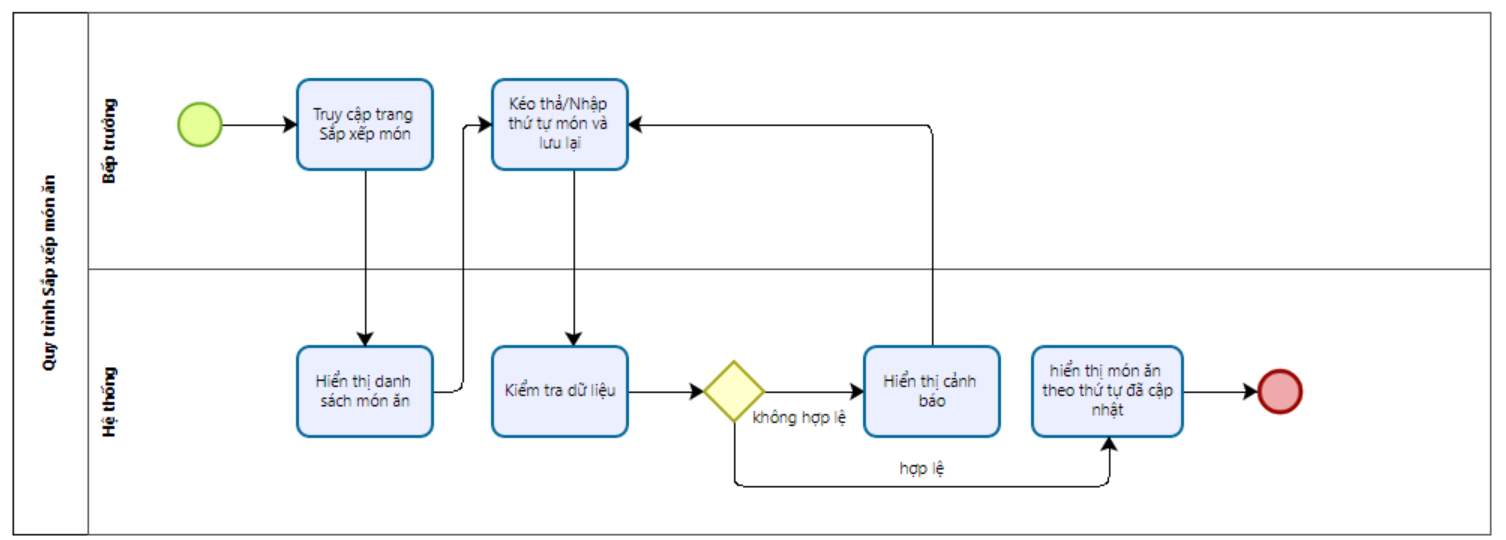 Quy trình Sắp xếp món ăn
Bếp trưởng
Truy cập trang
Sắp xếp món
Kéo thả/Nhập
thứ tự món và
lưu lại
Hệ thống
Hiển thị danh
sách món ăn
Kiểm tra dữ liệu
không hợp lệ
Hiển thị cảnh
báo
hiển thị món ăn
theo thứ tự đã cập
nhật
hợp lệ